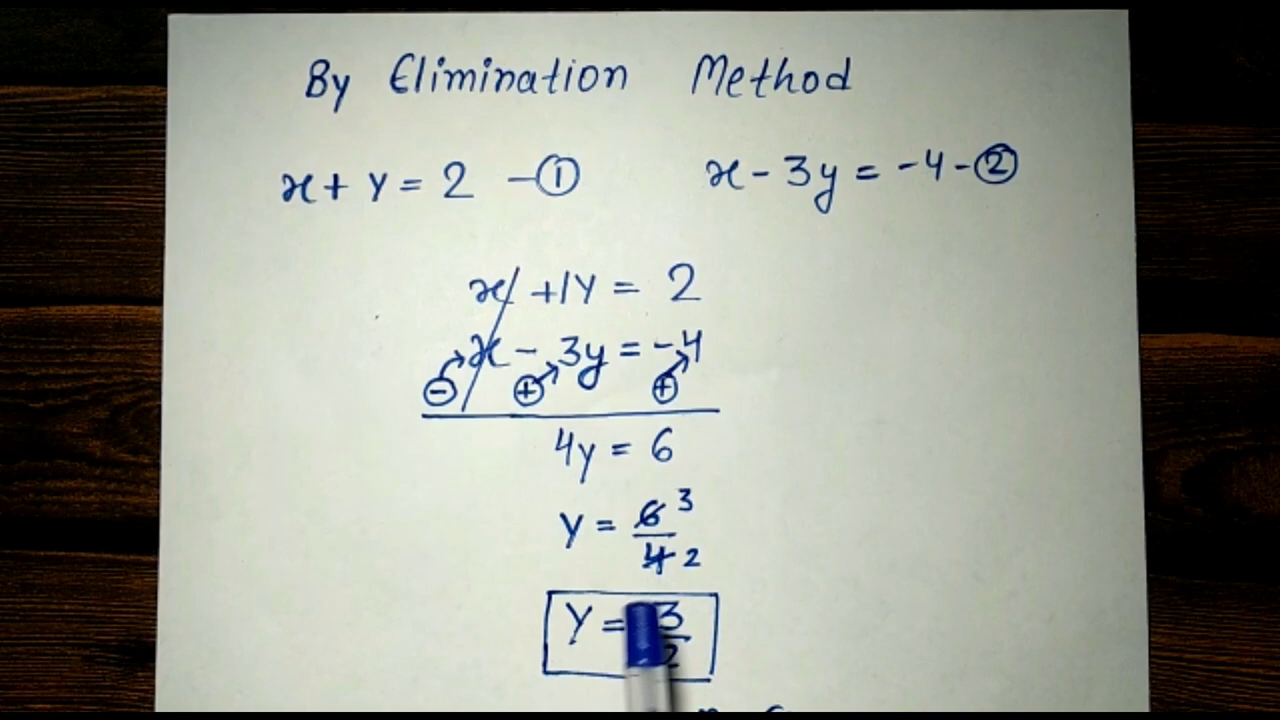 By Elimination Method
x + y = 2 - ① x - 3y = -4 - ②
x + 1y = 2
x - 3y = -4
⊖ ⊕ ⊕
4y = 6
y = 6/4 3 2
y = 3/2